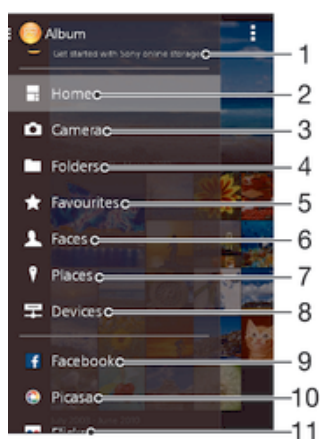 Album
Get started with Sony online storage
1
Home
2
Camera
3
Folders
4
Favourites
5
Faces
6
Places
7
Devices
8
Facebook
9
Picasa
10
Flickr
11